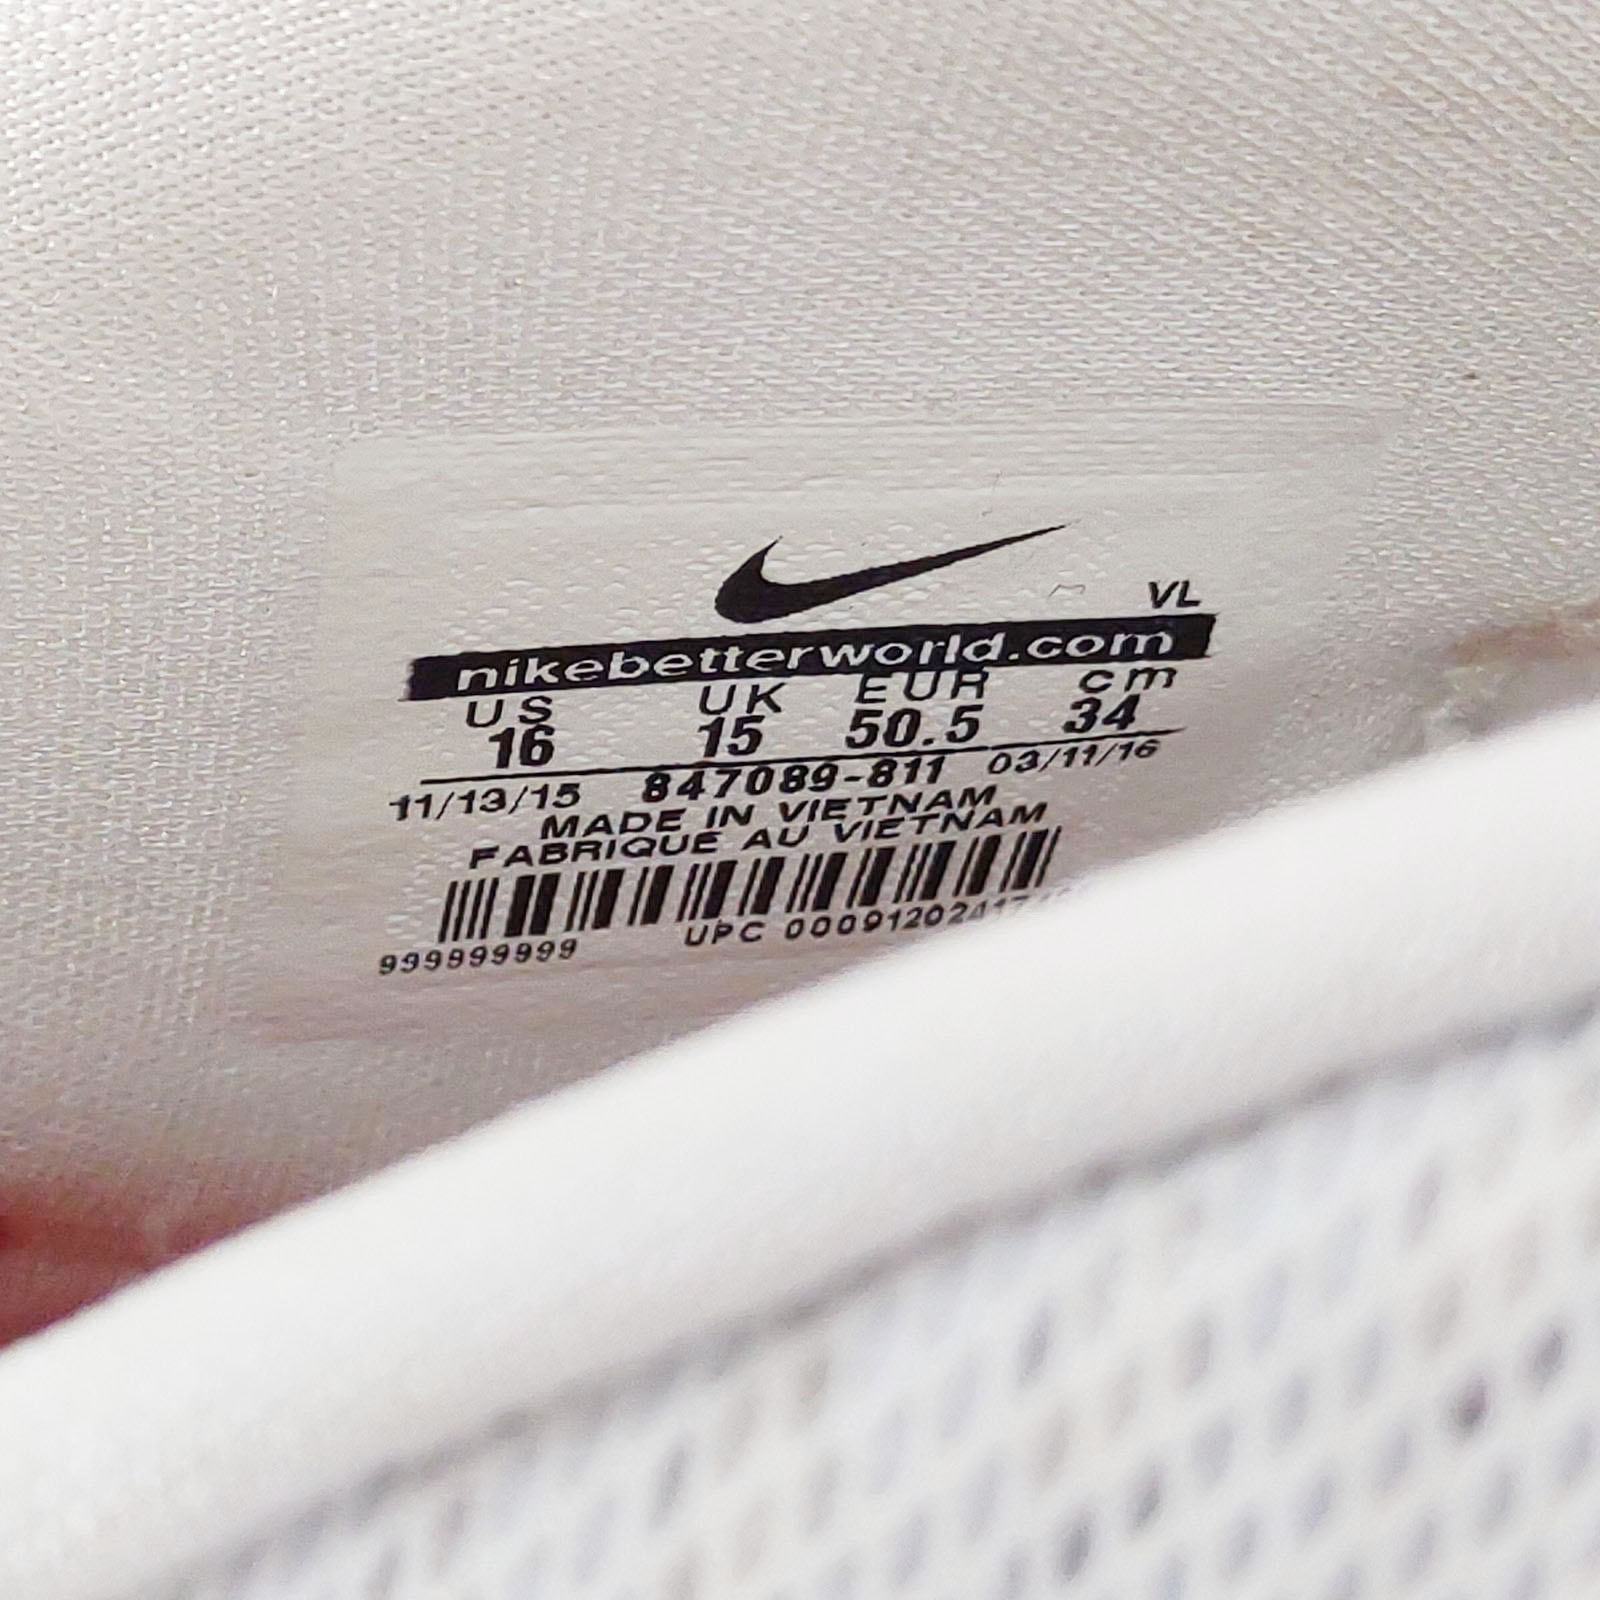 VL
nikebetterworld.com
US UK EUR cm
16 15 50.5 34
11/13/15 847089-811 03/11/16
MADE IN VIETNAM
FABRIQUE AU VIETNAM
999999999 UPC